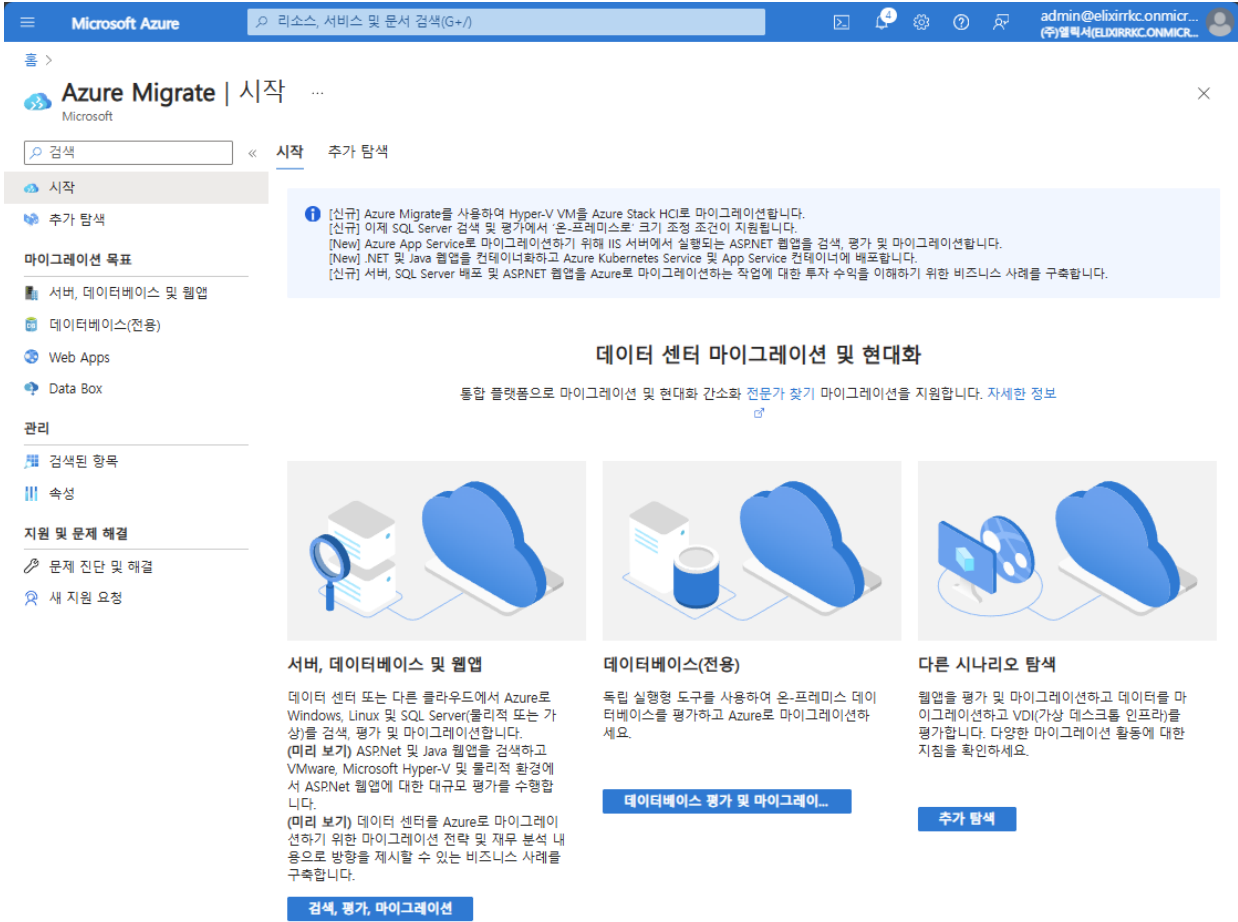 Microsoft Azure
리소스, 서비스 및 문서 검색(G+/)
4
admin@elixirrkc.onmicr...
(주)엘릭서(ELIXIRRKC.ONMICR...
홈 >
Azure Migrate | 시작 ...
Microsoft
검색
«
시작
추가 탐색
마이그레이션 목표
서버, 데이터베이스 및 웹앱
데이터베이스(전용)
Web Apps
Data Box
관리
검색된 항목
속성
지원 및 문제 해결
문제 진단 및 해결
새 지원 요청
시작 추가 탐색
[신규] Azure Migrate를 사용하여 Hyper-V VM을 Azure Stack HCI로 마이그레이션합니다.
[신규] 이제 SQL Server 검색 및 평가에서 '온-프레미스로' 크기 조정 조건이 지원됩니다.
[New] Azure App Service로 마이그레이션하기 위해 IIS 서버에서 실행되는 ASP.NET 웹앱을 검색, 평가 및 마이그레이션합니다.
[New] .NET 및 Java 웹앱을 컨테이너화하고 Azure Kubernetes Service 및 App Service 컨테이너에 배포합니다.
[신규] 서버, SQL Server 배포 및 ASP.NET 웹앱을 Azure로 마이그레이션하는 작업에 대한 투자 수익을 이해하기 위한 비즈니스 사례를 구축합니다.
데이터 센터 마이그레이션 및 현대화
통합 플랫폼으로 마이그레이션 및 현대화 간소화 전문가 찾기 마이그레이션을 지원합니다. 자세한 정보
서버, 데이터베이스 및 웹앱
데이터 센터 또는 다른 클라우드에서 Azure로
Windows, Linux 및 SQL Server(물리적 또는 가
상)를 검색, 평가 및 마이그레이션합니다.
(미리 보기) ASP.Net 및 Java 웹앱을 검색하고
VMware, Microsoft Hyper-V 및 물리적 환경에
서 ASP.Net 웹앱에 대한 대규모 평가를 수행합
니다.
(미리 보기) 데이터 센터를 Azure로 마이그레이
션하기 위한 마이그레이션 전략 및 재무 분석 내
용으로 방향을 제시할 수 있는 비즈니스 사례를
구축합니다.
검색, 평가, 마이그레이션
데이터베이스(전용)
독립 실행형 도구를 사용하여 온-프레미스 데이
터베이스를 평가하고 Azure로 마이그레이션하
세요.
데이터베이스 평가 및 마이그레이...
다른 시나리오 탐색
웹앱을 평가 및 마이그레이션하고 데이터를 마
이그레이션하고 VDI(가상 데스크톱 인프라)를
평가합니다. 다양한 마이그레이션 활동에 대한
지침을 확인하세요.
추가 탐색